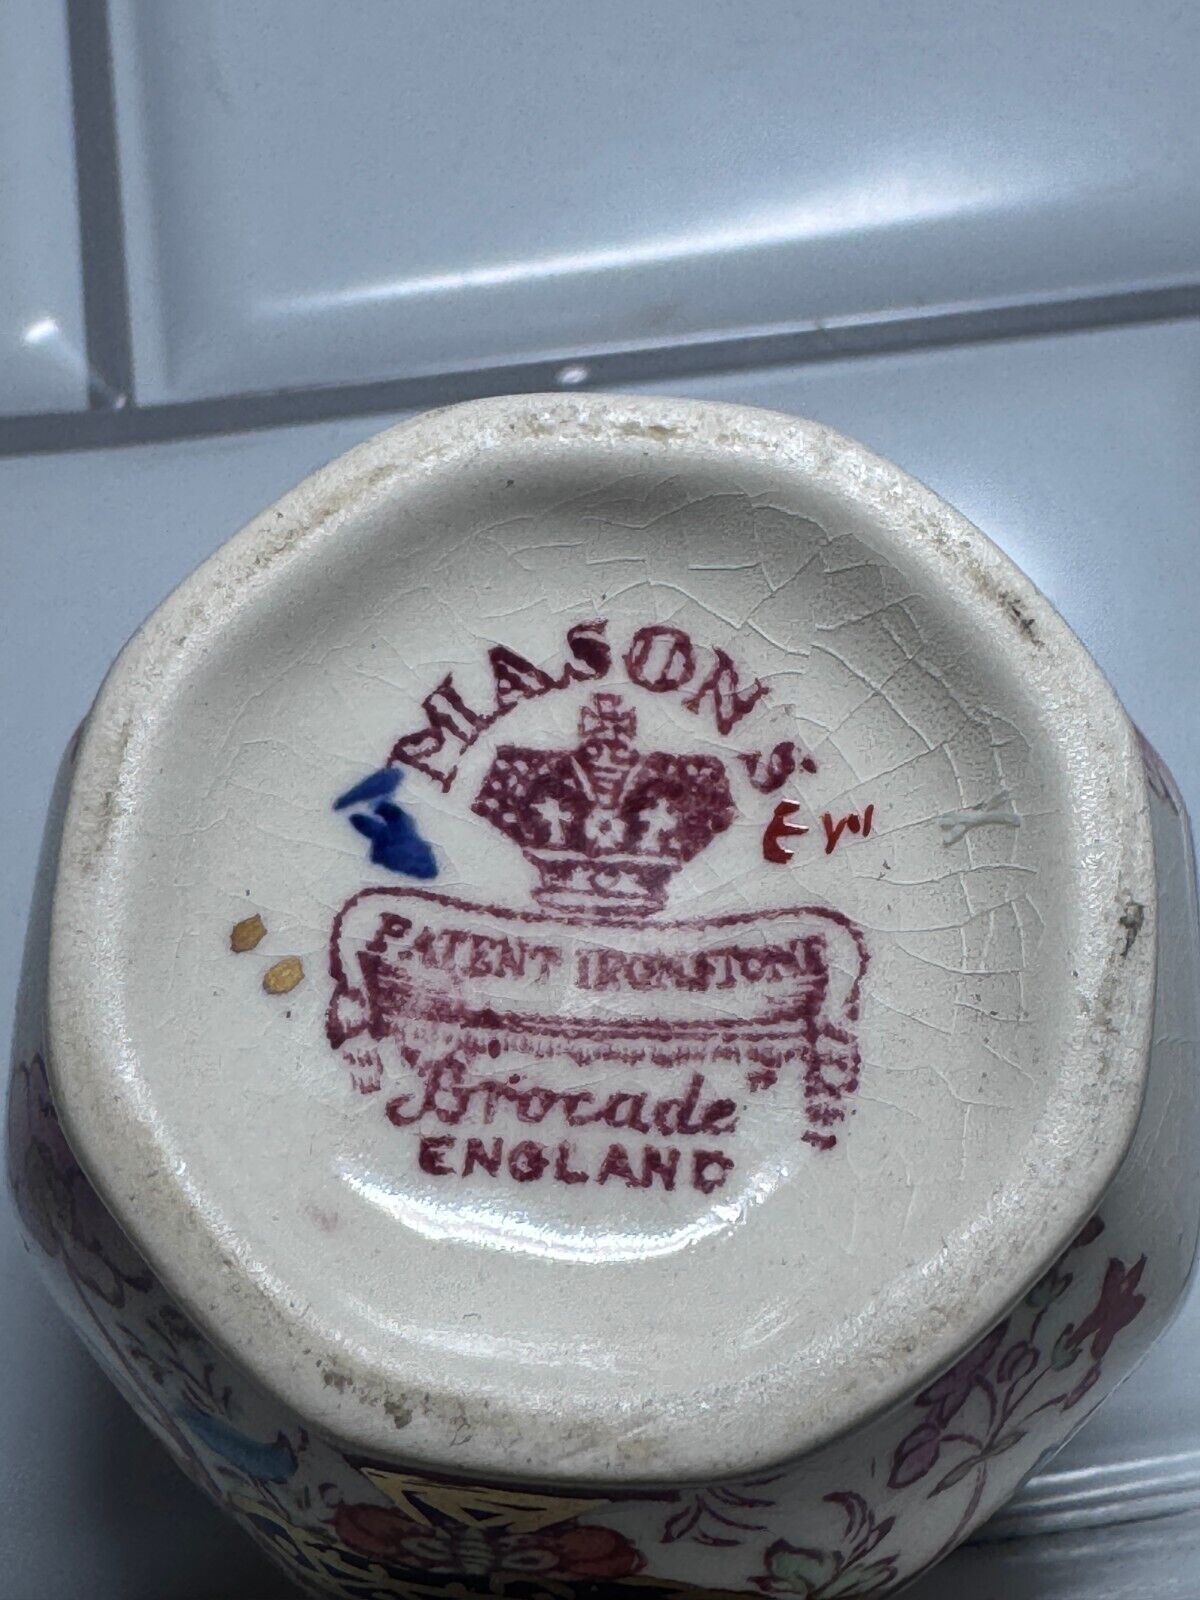 MASON'S
PATENT IRONSTONE
Brocade
ENGLAND